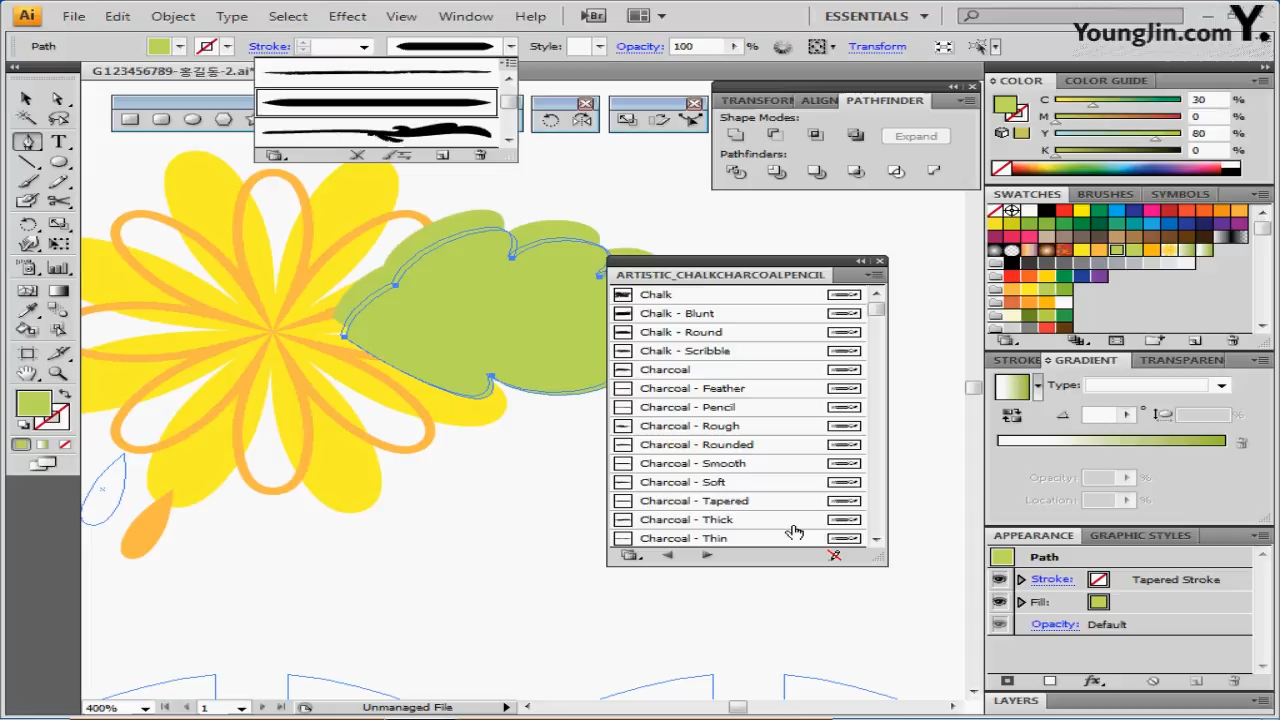 Ai File Edit Object Type Select Effect View Window Help Br ESSENTIALS
YoungJin.com Y.
Path Stroke: Style: Opacity: 100 % Transform
G123456789-홍길동-2.ai*
TRANSFORM ALIGN PATHFINDER
Shape Modes:
Expand
Pathfinders:
COLOR COLOR GUIDE
C 30 %
M 0 %
Y 80 %
K 0 %
SWATCHES BRUSHES SYMBOLS
ARTISTIC_CHALKCHARCOALPENCIL
Chalk
Chalk - Blunt
Chalk - Round
Chalk - Scribble
Charcoal
Charcoal - Feather
Charcoal - Pencil
Charcoal - Rough
Charcoal - Rounded
Charcoal - Smooth
Charcoal - Soft
Charcoal - Tapered
Charcoal - Thick
Charcoal - Thin
STROKE GRADIENT TRANSPAREN
Type:
°
%
Opacity: %
Location: %
APPEARANCE GRAPHIC STYLES
Path
Stroke: Tapered Stroke
Fill:
Opacity: Default
fx
LAYERS
400% 1 Unmanaged File